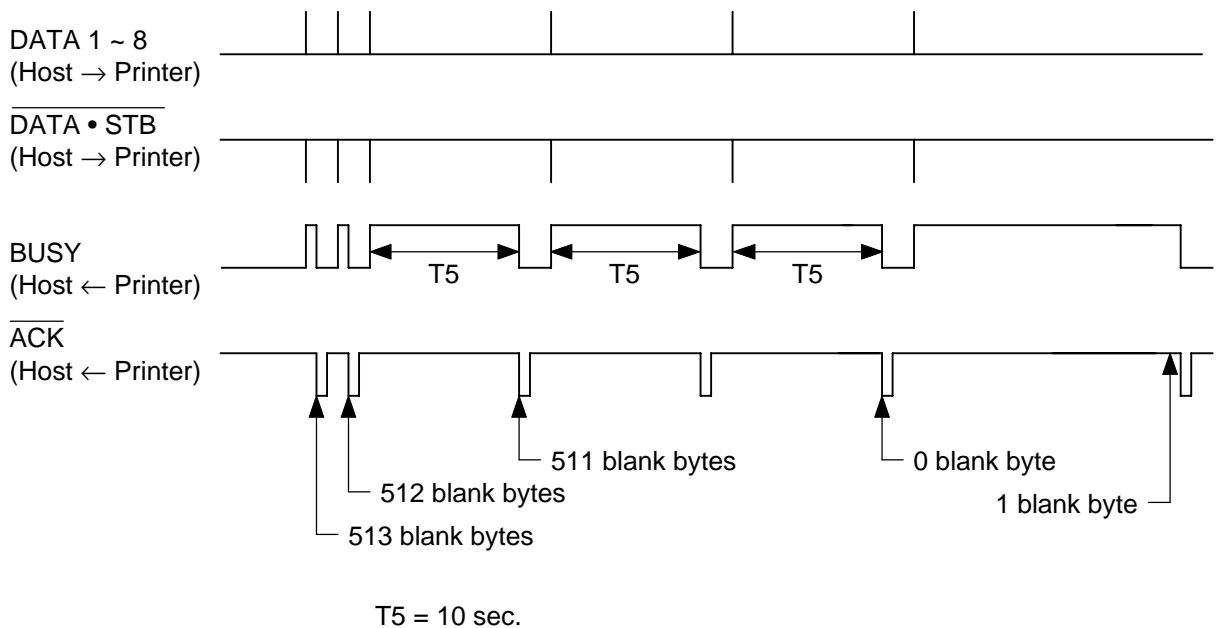 DATA 1 ~ 8
(Host → Printer)
DATA • STB
(Host → Printer)
BUSY
(Host ← Printer)
T5
T5
T5
ACK
(Host ← Printer)
511 blank bytes
0 blank byte
512 blank bytes
1 blank byte
513 blank bytes
T5 = 10 sec.